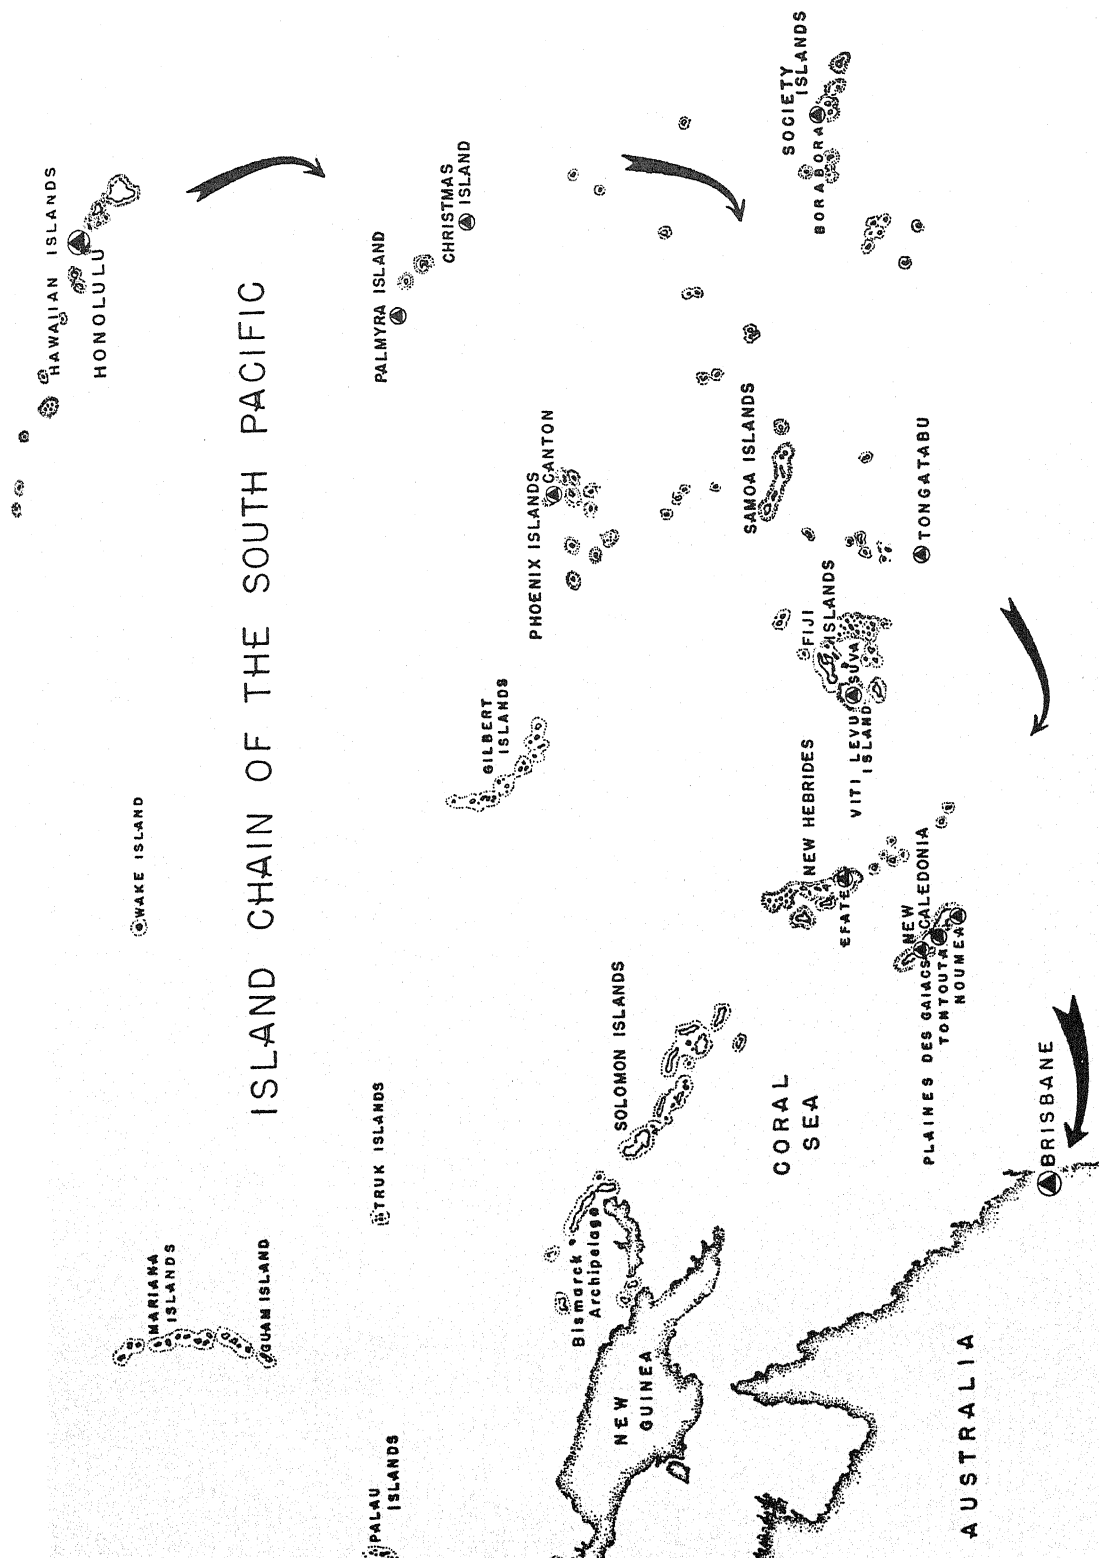 ISLAND CHAIN OF THE SOUTH PACIFIC
HAWAIIAN ISLANDS
HONOLULU
WAKE ISLAND
MARIANA
ISLANDS
GUAM ISLAND
PALAU
ISLANDS
TRUK ISLANDS
PALMYRA ISLAND
CHRISTMAS
ISLAND
GILBERT
ISLANDS
PHOENIX ISLANDS
CANTON
Bismarck
Archipelago
NEW
GUINEA
SOLOMON ISLANDS
CORAL
SEA
NEW HEBRIDES
EFATE
FIJI
ISLANDS
SUVA
VITI LEVU
ISLAND
SAMOA ISLANDS
SOCIETY
ISLANDS
BORABORA
TONGATABU
NEW
CALEDONIA
PLAINES DES GAIACS
TONTOUTA
NOUMEA
AUSTRALIA
BRISBANE